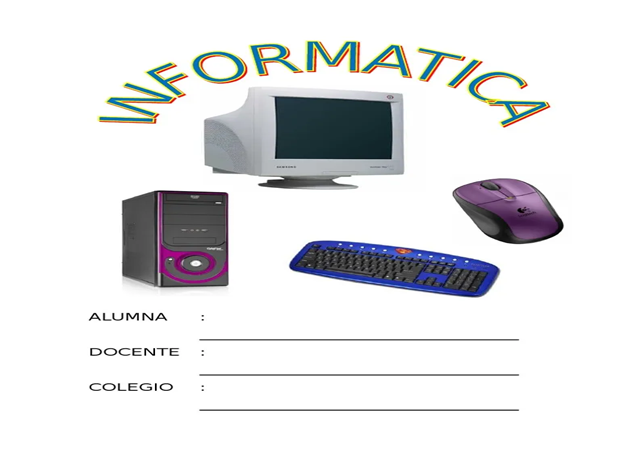 INFORMATICA
ALUMNA :
DOCENTE :
COLEGIO :